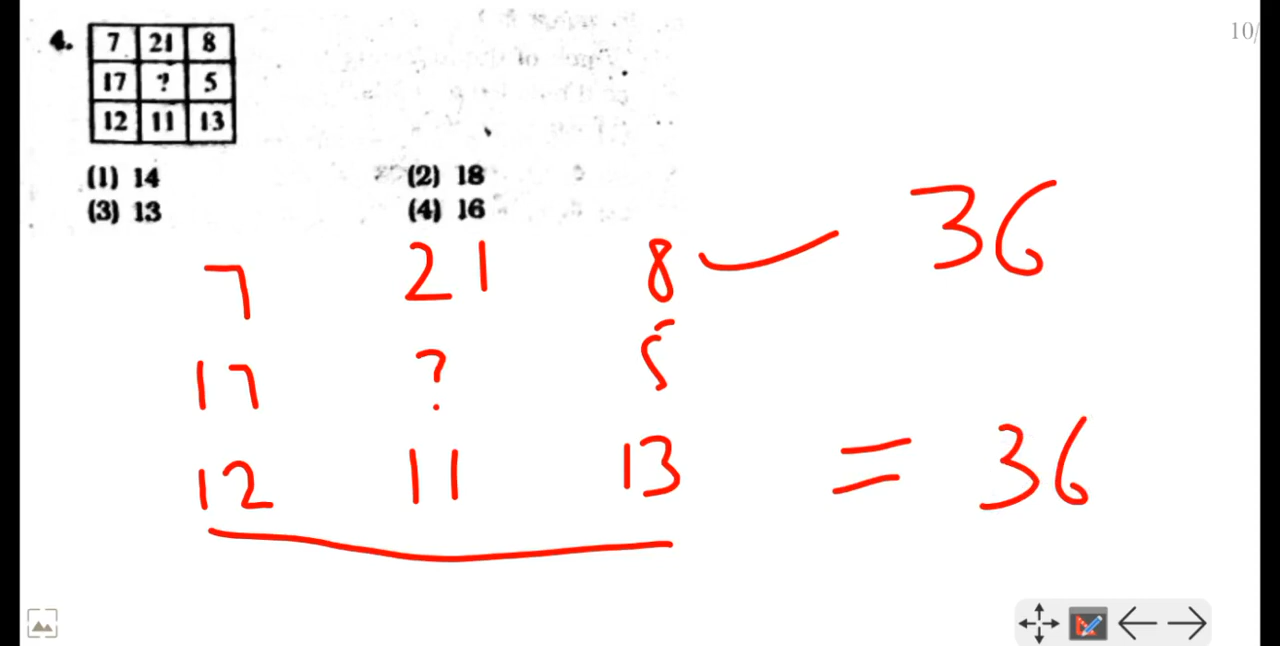 10/
4. 7 21 8
17 ? 5
12 11 13
(1) 14 (2) 18
(3) 13 (4) 16
7 21 8 36
17 ? 5
12 11 13 = 36